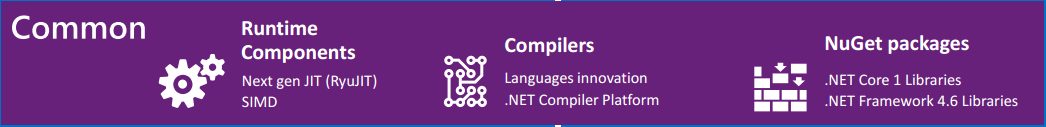 Common
Runtime
Components
Next gen JIT (RyuJIT)
SIMD
Compilers
Languages innovation
.NET Compiler Platform
NuGet packages
.NET Core 1 Libraries
.NET Framework 4.6 Libraries